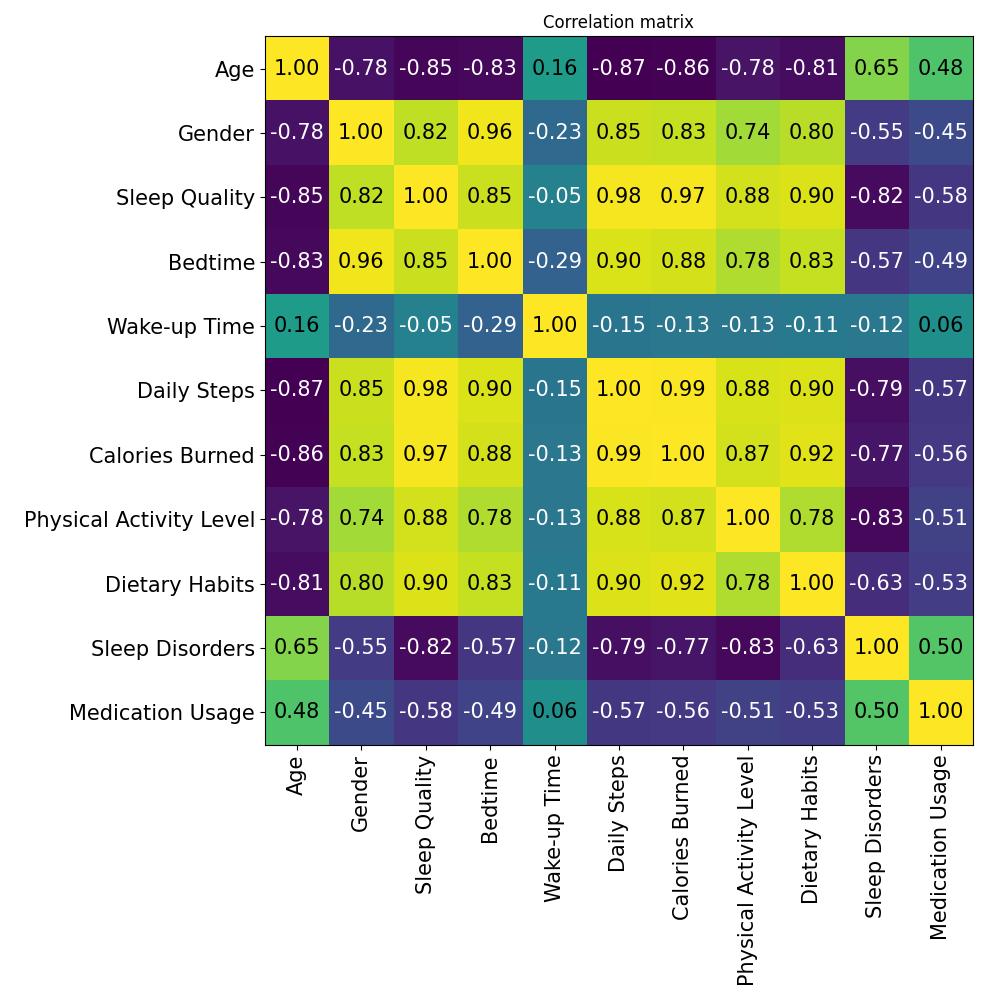 Correlation matrix
Age 1.00 -0.78 -0.85 -0.83 0.16 -0.87 -0.86 -0.78 -0.81 0.65 0.48
Gender -0.78 1.00 0.82 0.96 -0.23 0.85 0.83 0.74 0.80 -0.55 -0.45
Sleep Quality -0.85 0.82 1.00 0.85 -0.05 0.98 0.97 0.88 0.90 -0.82 -0.58
Bedtime -0.83 0.96 0.85 1.00 -0.29 0.90 0.88 0.78 0.83 -0.57 -0.49
Wake-up Time 0.16 -0.23 -0.05 -0.29 1.00 -0.15 -0.13 -0.13 -0.11 -0.12 0.06
Daily Steps -0.87 0.85 0.98 0.90 -0.15 1.00 0.99 0.88 0.90 -0.79 -0.57
Calories Burned -0.86 0.83 0.97 0.88 -0.13 0.99 1.00 0.87 0.92 -0.77 -0.56
Physical Activity Level -0.78 0.74 0.88 0.78 -0.13 0.88 0.87 1.00 0.78 -0.83 -0.51
Dietary Habits -0.81 0.80 0.90 0.83 -0.11 0.90 0.92 0.78 1.00 -0.63 -0.53
Sleep Disorders 0.65 -0.55 -0.82 -0.57 -0.12 -0.79 -0.77 -0.83 -0.63 1.00 0.50
Medication Usage 0.48 -0.45 -0.58 -0.49 0.06 -0.57 -0.56 -0.51 -0.53 0.50 1.00
Age
Gender
Sleep Quality
Bedtime
Wake-up Time
Daily Steps
Calories Burned
Physical Activity Level
Dietary Habits
Sleep Disorders
Medication Usage